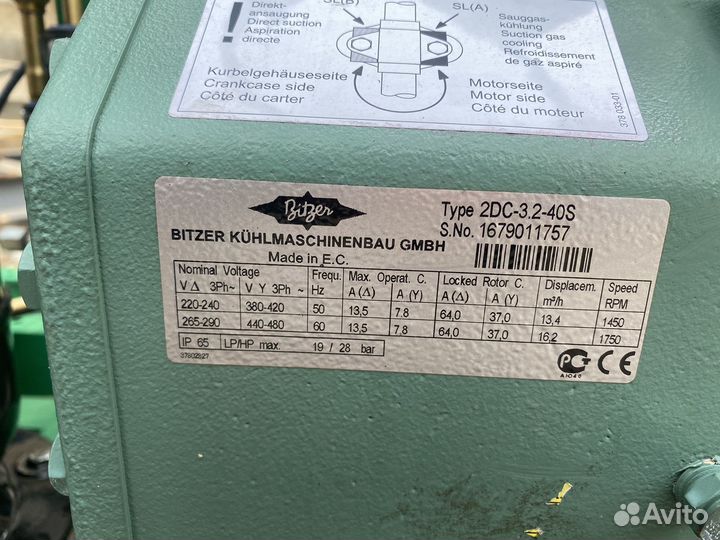 Direkt-
ansaugung
Direct suction
Aspiration
directe
!
SL(B)
SL(A)
Sauggas-
kühlung
Suction gas
cooling
Refroidissement
de gaz aspiré
Kurbelgehäuseseite
Crankcase side
Côté du carter
Motorseite
Motor side
Côté du moteur
378 033-01
Bitzer
BITZER KÜHLMASCHINENBAU GMBH
Made in E.C.
Type 2DC-3.2-40S
S.No. 1679011757
Nominal Voltage Frequ. Max. Operat. C. Locked Rotor C. Displacem. Speed
V Δ 3Ph~ V Y 3Ph ~ Hz A (Δ) A (Y) A (Δ) A (Y) m³/h RPM
220-240 380-420 50 13,5 7.8 64,0 37,0 13,4 1450
265-290 440-480 60 13,5 7.8 64,0 37,0 16,2 1750
IP 65 LP/HP max. 19 / 28 bar
37802927
РСТ CE
АЮ40
Avito